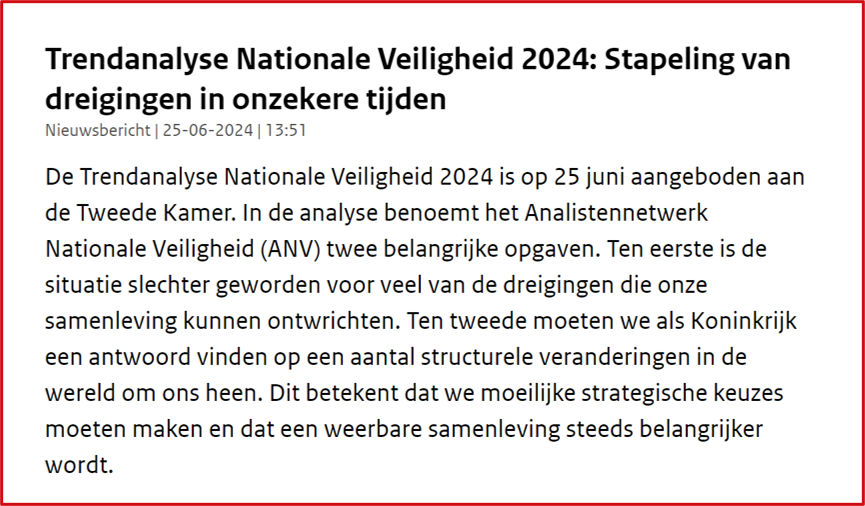 Trendanalyse Nationale Veiligheid 2024: Stapeling van
dreigingen in onzekere tijden
Nieuwsbericht | 25-06-2024 | 13:51
De Trendanalyse Nationale Veiligheid 2024 is op 25 juni aangeboden aan
de Tweede Kamer. In de analyse benoemt het Analistennetwerk
Nationale Veiligheid (ANV) twee belangrijke opgaven. Ten eerste is de
situatie slechter geworden voor veel van de dreigingen die onze
samenleving kunnen ontwrichten. Ten tweede moeten we als Koninkrijk
een antwoord vinden op een aantal structurele veranderingen in de
wereld om ons heen. Dit betekent dat we moeilijke strategische keuzes
moeten maken en dat een weerbare samenleving steeds belangrijker
wordt.